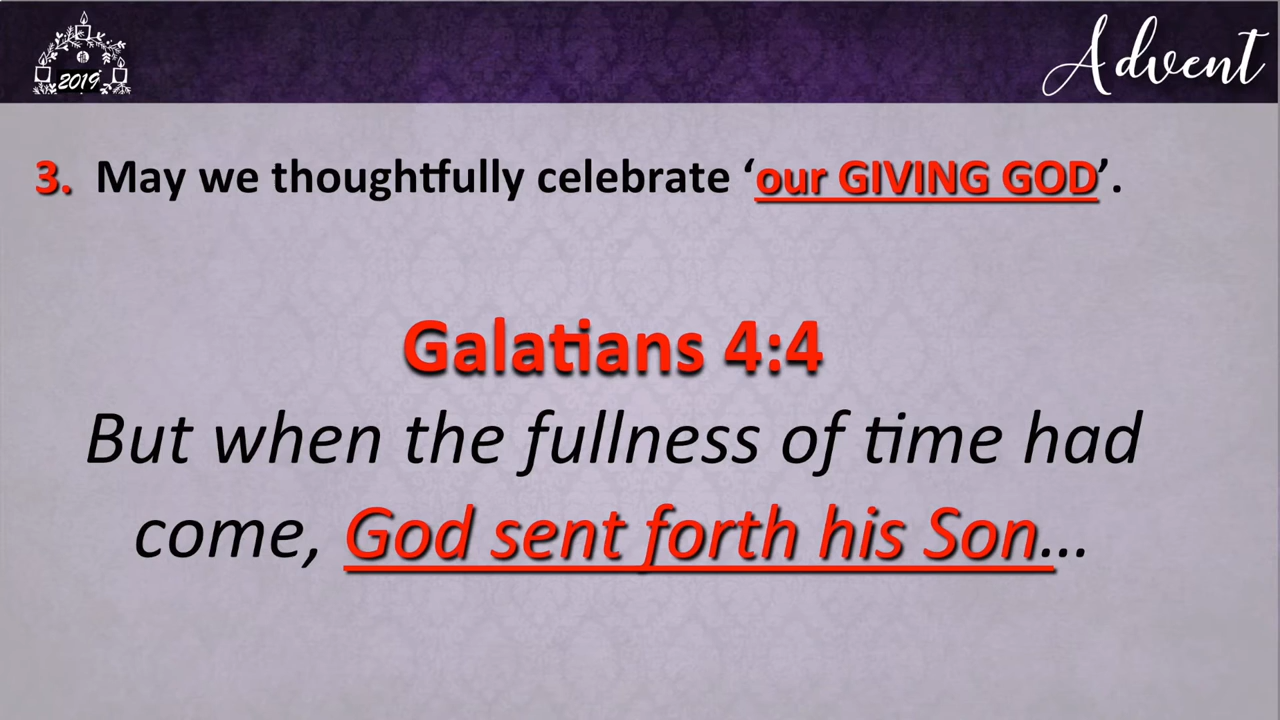 2019
Advent
3. May we thoughtfully celebrate ‘our GIVING GOD’.
Galatians 4:4
But when the fullness of time had
come, God sent forth his Son...